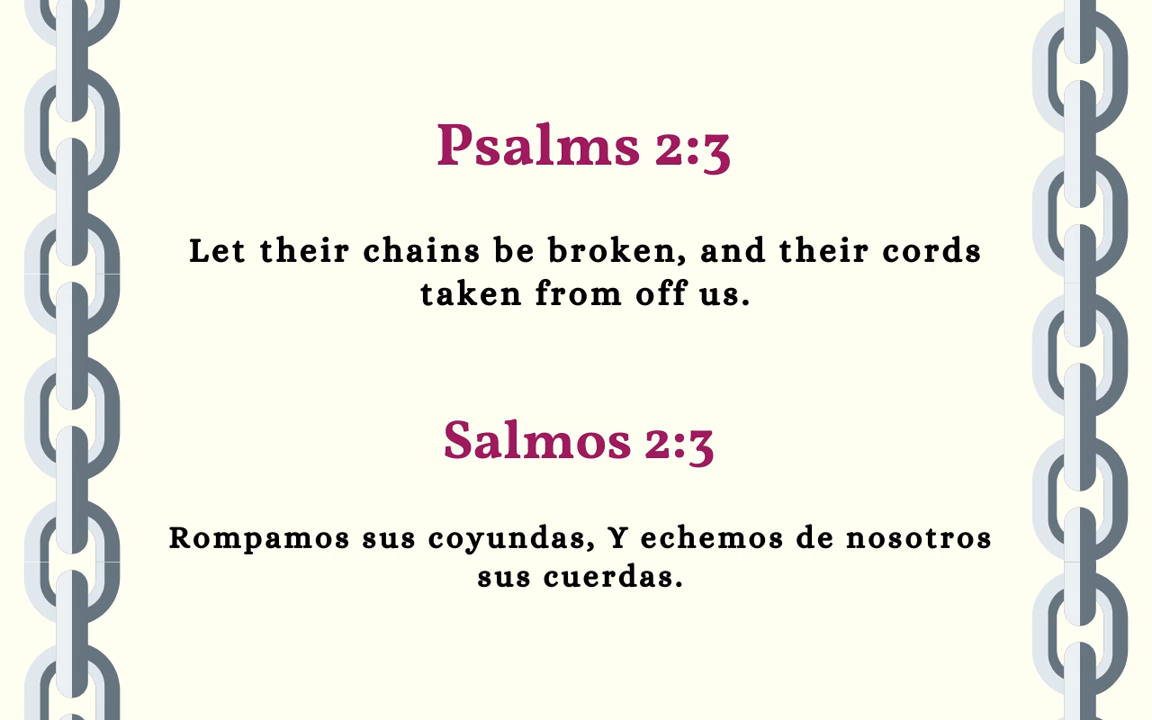 Psalms 2:3
Let their chains be broken, and their cords
taken from off us.
Salmos 2:3
Rompamos sus coyundas, Y echemos de nosotros
sus cuerdas.